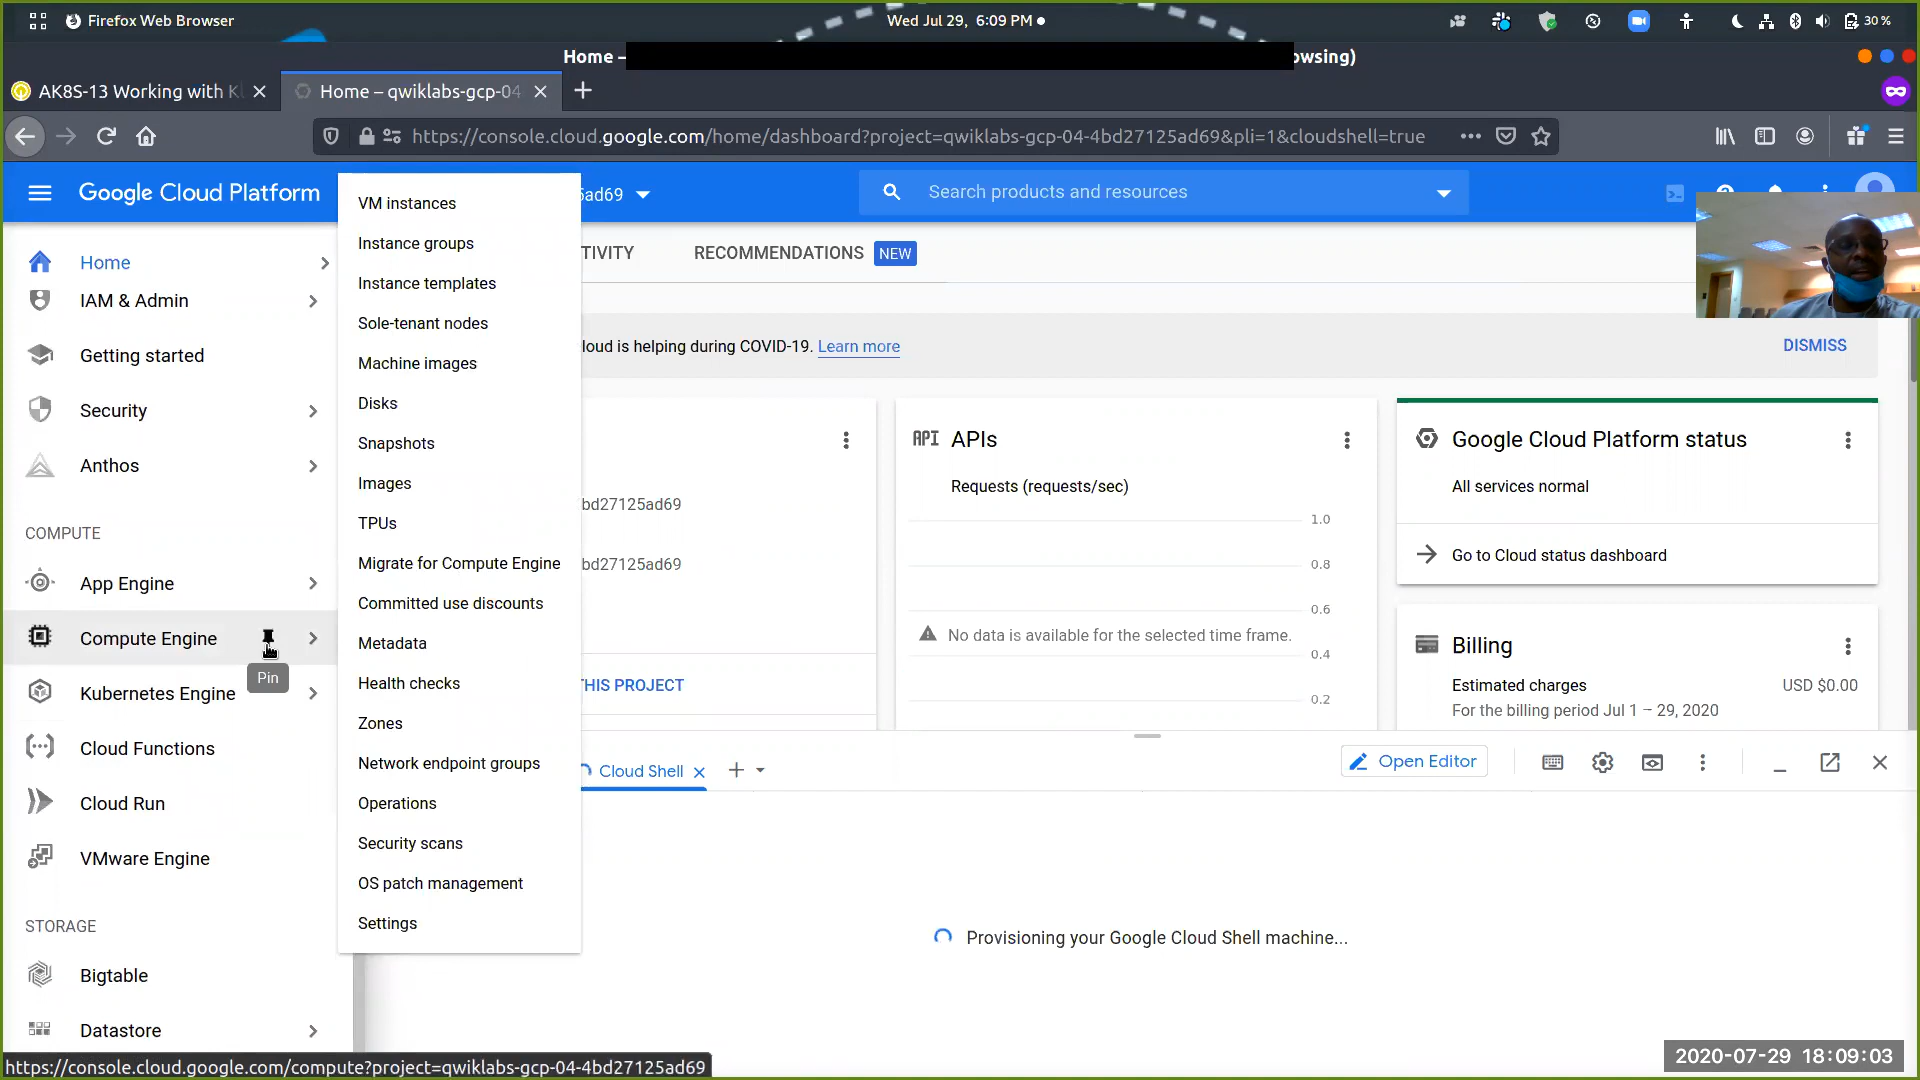 Firefox Web Browser
Wed Jul 29, 6:09 PM
30 %
Home –
owsing)
AK8S-13 Working with K
Home – qwiklabs-gcp-04
https://console.cloud.google.com/home/dashboard?project=qwiklabs-gcp-04-4bd27125ad69&pli=1&cloudshell=true
Google Cloud Platform
5ad69
Search products and resources
Home
IAM & Admin
Getting started
Security
Anthos
COMPUTE
App Engine
Compute Engine
Pin
Kubernetes Engine
Cloud Functions
Cloud Run
VMware Engine
STORAGE
Bigtable
Datastore
VM instances
Instance groups
Instance templates
Sole-tenant nodes
Machine images
Disks
Snapshots
Images
TPUs
Migrate for Compute Engine
Committed use discounts
Metadata
Health checks
Zones
Network endpoint groups
Operations
Security scans
OS patch management
Settings
TIVITY
RECOMMENDATIONS NEW
loud is helping during COVID-19. Learn more
DISMISS
bd27125ad69
bd27125ad69
THIS PROJECT
API APIs
Requests (requests/sec)
1.0
0.8
0.6
No data is available for the selected time frame.
0.4
0.2
Google Cloud Platform status
All services normal
Go to Cloud status dashboard
Billing
Estimated charges
USD $0.00
For the billing period Jul 1 – 29, 2020
Cloud Shell
Open Editor
Provisioning your Google Cloud Shell machine...
https://console.cloud.google.com/compute?project=qwiklabs-gcp-04-4bd27125ad69
2020-07-29 18:09:03